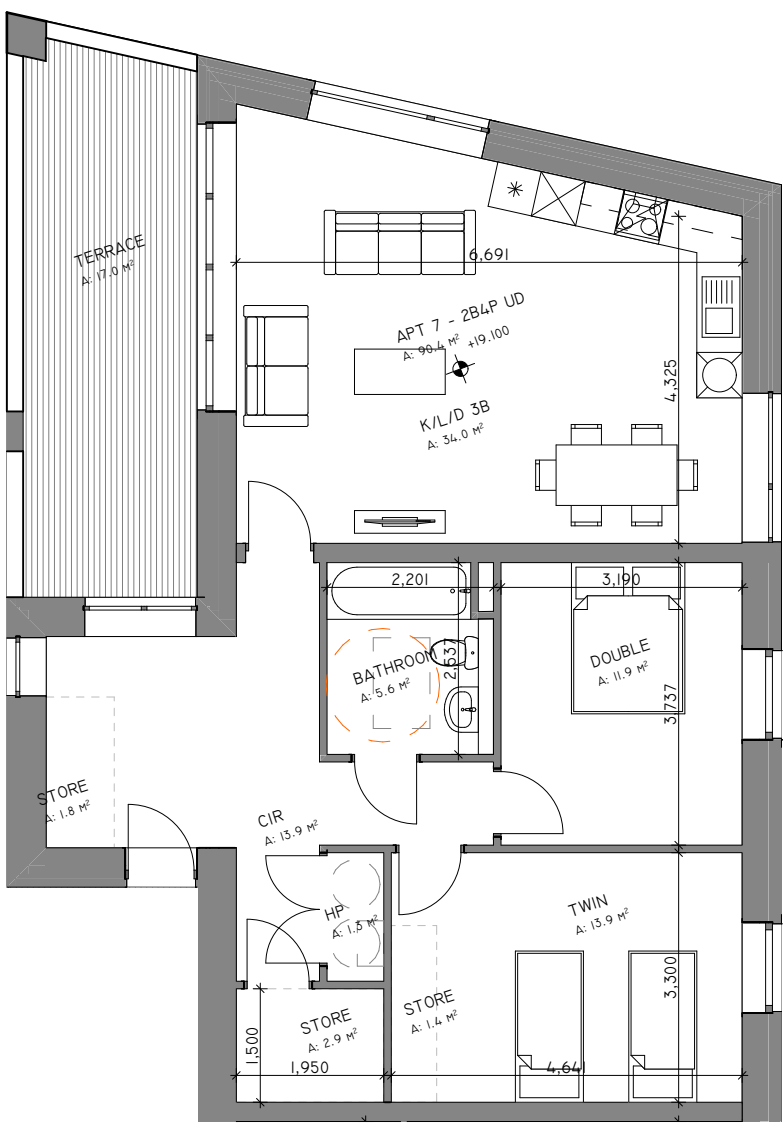 TERRACE
A: 17.0 M²
6,691
APT 7 - 2B4P UD
A: 90.4 M² +19.100
4,325
K/L/D 3B
A: 34.0 M²
2,201
3,190
BATHROOM
A: 5.6 M²
2,537
DOUBLE
A: 11.9 M²
3,737
STORE
A: 1.8 M²
CIR
A: 13.9 M²
HP
A: 1.3 M²
TWIN
A: 13.9 M²
3,300
STORE
A: 1.4 M²
STORE
A: 2.9 M²
1,500
1,950
4,641